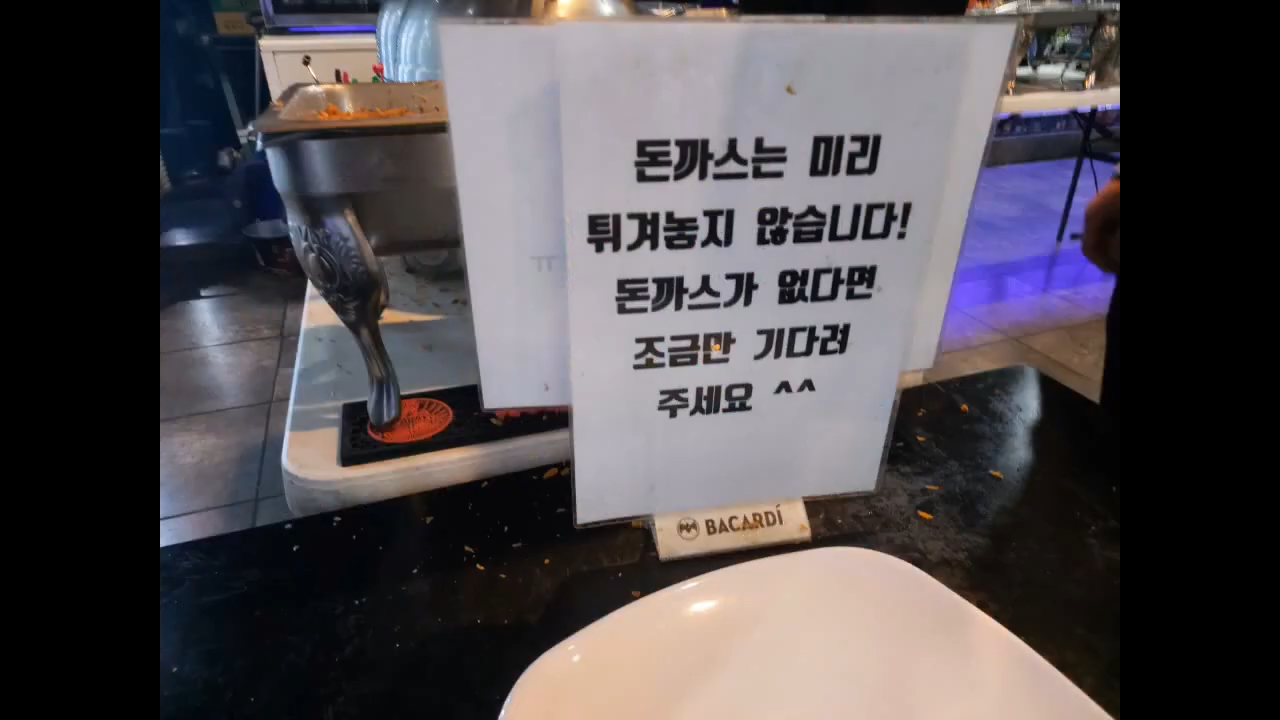 돈까스는 미리
튀겨놓지 않습니다!
돈까스가 없다면
조금만 기다려
주세요 ^^
BACARDÍ